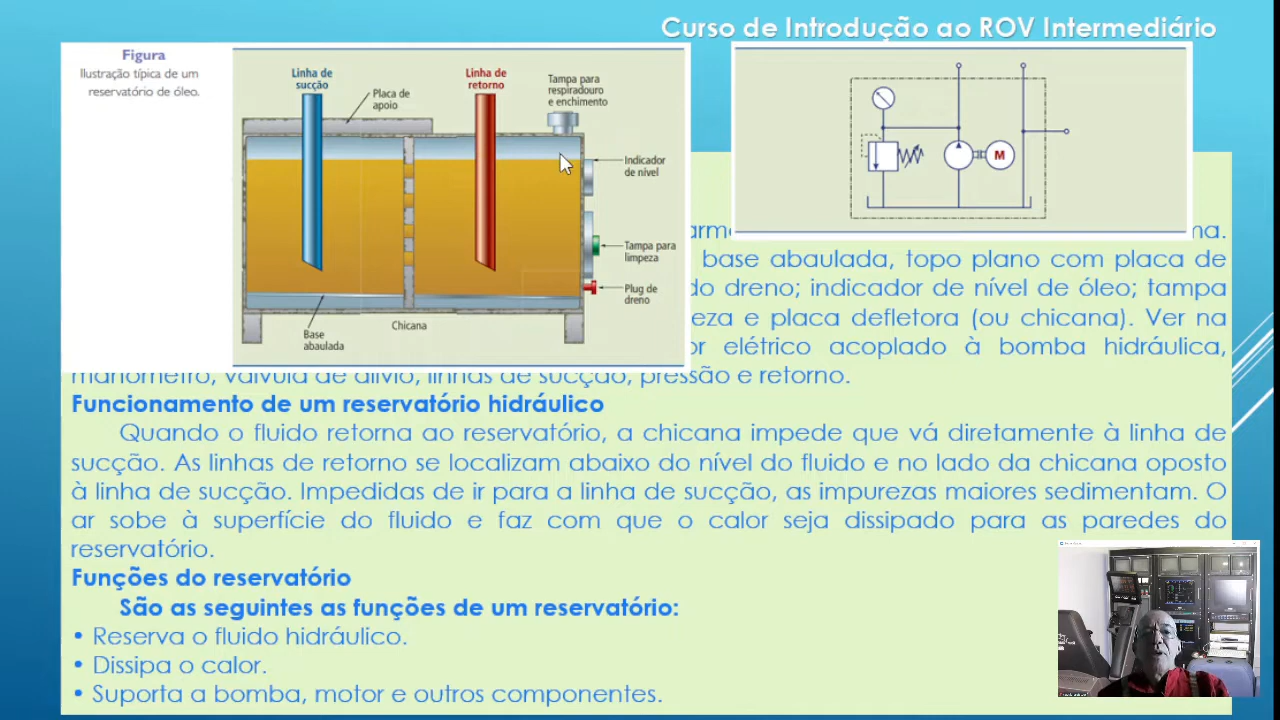 Curso de Introdução ao ROV Intermediário
Figura
Ilustração típica de um
reservatório de óleo.
Linha de
sucção
Placa de
apoio
Linha de
retorno
Tampa para
respiradouro
e enchimento
Indicador
de nível
Tampa para
limpeza
Plug de
dreno
Chicana
Base
abaulada
M
base abaulada, topo plano com placa de
do dreno; indicador de nível de óleo; tampa
e placa defletora (ou chicana). Ver na
elétrico acoplado à bomba hidráulica,
manômetro, válvula de alívio, linhas de sucção, pressão e retorno.
Funcionamento de um reservatório hidráulico
Quando o fluido retorna ao reservatório, a chicana impede que vá diretamente à linha de
sucção. As linhas de retorno se localizam abaixo do nível do fluido e no lado da chicana oposto
à linha de sucção. Impedidas de ir para a linha de sucção, as impurezas maiores sedimentam. O
ar sobe à superfície do fluido e faz com que o calor seja dissipado para as paredes do
reservatório.
Funções do reservatório
São as seguintes as funções de um reservatório:
• Reserva o fluido hidráulico.
• Dissipa o calor.
• Suporta a bomba, motor e outros componentes.